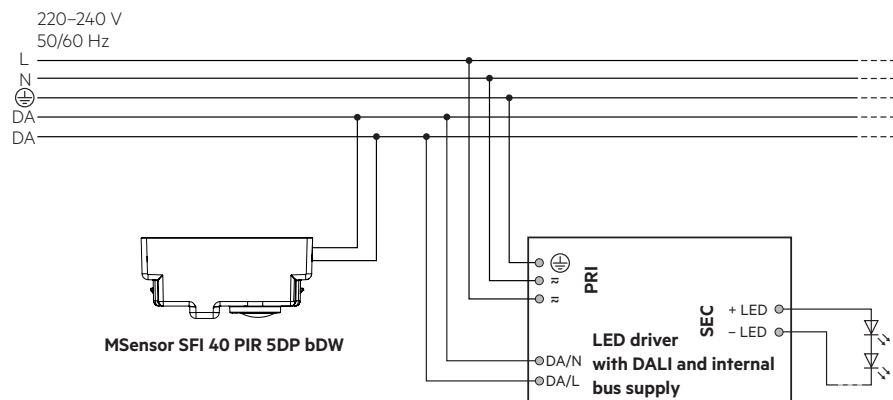 220–240 V
50/60 Hz
L
N
DA
DA
MSensor SFI 40 PIR 5DP bDW
PRI
SEC
+ LED
– LED
LED driver
with DALI and internal
bus supply
DA/N
DA/L